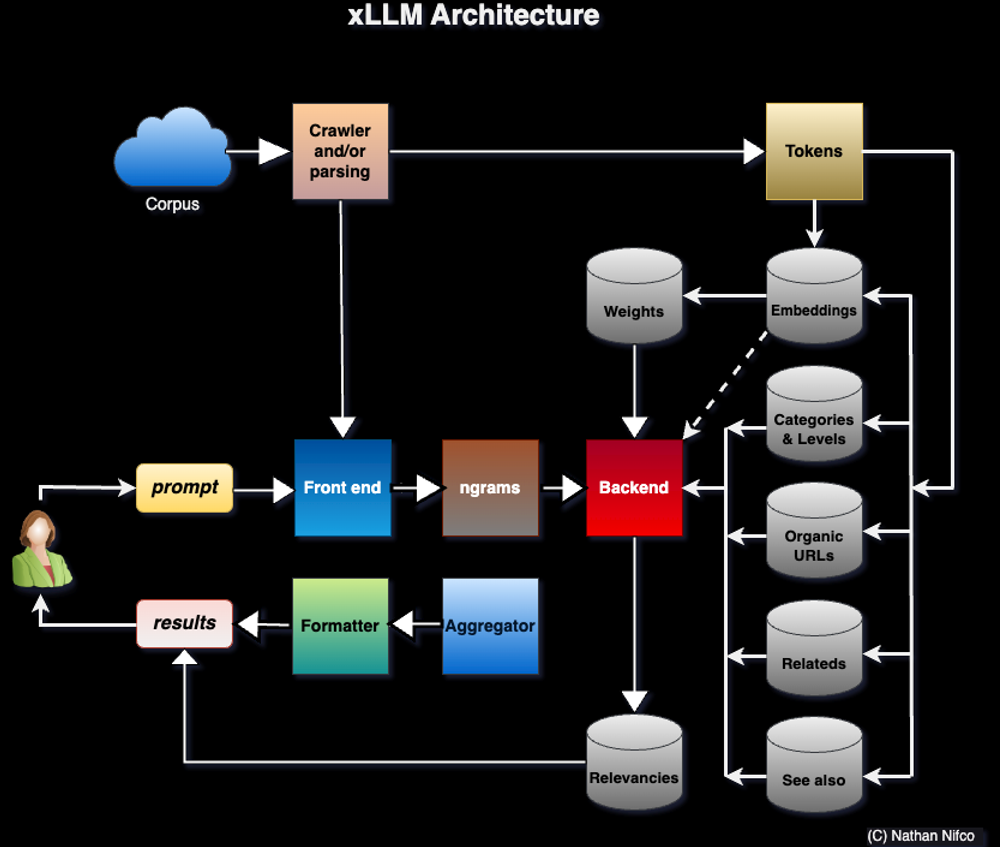 xLLM Architecture
Crawler
and/or
parsing
Tokens
Corpus
Weights
Embeddings
Categories
& Levels
prompt
Front end
ngrams
Backend
Organic
URLs
results
Formatter
Aggregator
Relateds
Relevancies
See also
(C) Nathan Nifco